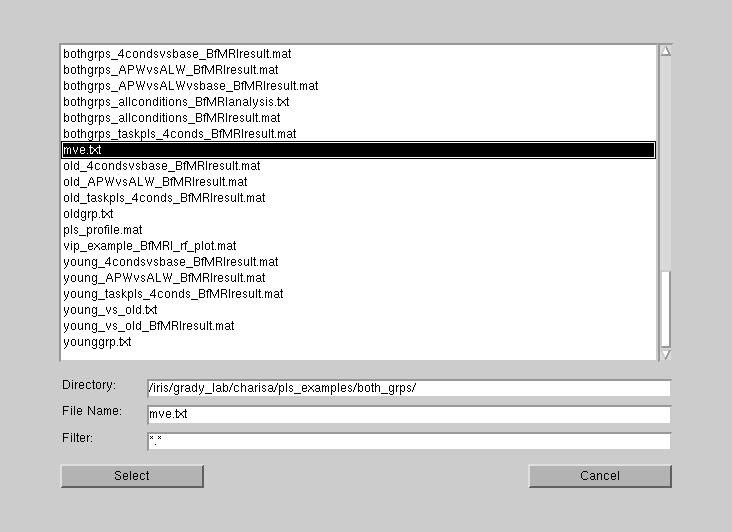 bothgrps_4condsvsbase_BfMRIresult.mat
bothgrps_APWvsALW_BfMRIresult.mat
bothgrps_APWvsALWvsbase_BfMRIresult.mat
bothgrps_allconditions_BfMRIanalysis.txt
bothgrps_allconditions_BfMRIresult.mat
bothgrps_taskpls_4conds_BfMRIresult.mat
mve.txt
old_4condsvsbase_BfMRIresult.mat
old_APWvsALW_BfMRIresult.mat
old_taskpls_4conds_BfMRIresult.mat
oldgrp.txt
pls_profile.mat
vip_example_BfMRI_rf_plot.mat
young_4condsvsbase_BfMRIresult.mat
young_APWvsALW_BfMRIresult.mat
young_taskpls_4conds_BfMRIresult.mat
young_vs_old.txt
young_vs_old_BfMRIresult.mat
younggrp.txt
Directory: /iris/grady_lab/charisa/pls_examples/both_grps/
File Name: mve.txt
Filter: *.*
Select Cancel